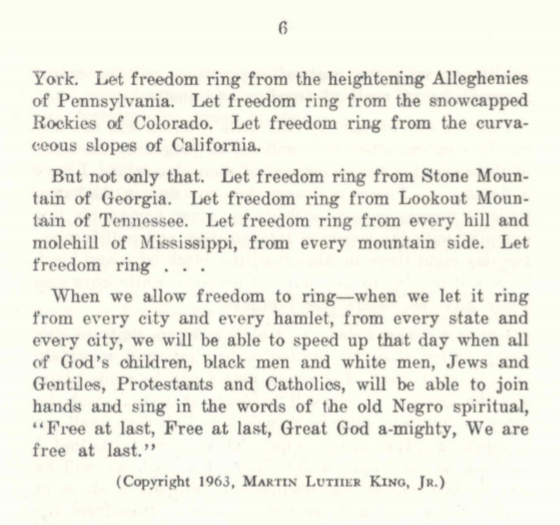 6
York. Let freedom ring from the heightening Alleghenies
of Pennsylvania. Let freedom ring from the snowcapped
Rockies of Colorado. Let freedom ring from the curva-
ceous slopes of California.
But not only that. Let freedom ring from Stone Moun-
tain of Georgia. Let freedom ring from Lookout Moun-
tain of Tennessee. Let freedom ring from every hill and
molehill of Mississippi, from every mountain side. Let
freedom ring . . .
When we allow freedom to ring—when we let it ring
from every city and every hamlet, from every state and
every city, we will be able to speed up that day when all
of God's children, black men and white men, Jews and
Gentiles, Protestants and Catholics, will be able to join
hands and sing in the words of the old Negro spiritual,
"Free at last, Free at last, Great God a-mighty, We are
free at last."
(Copyright 1963, MARTIN LUTHER KING, JR.)